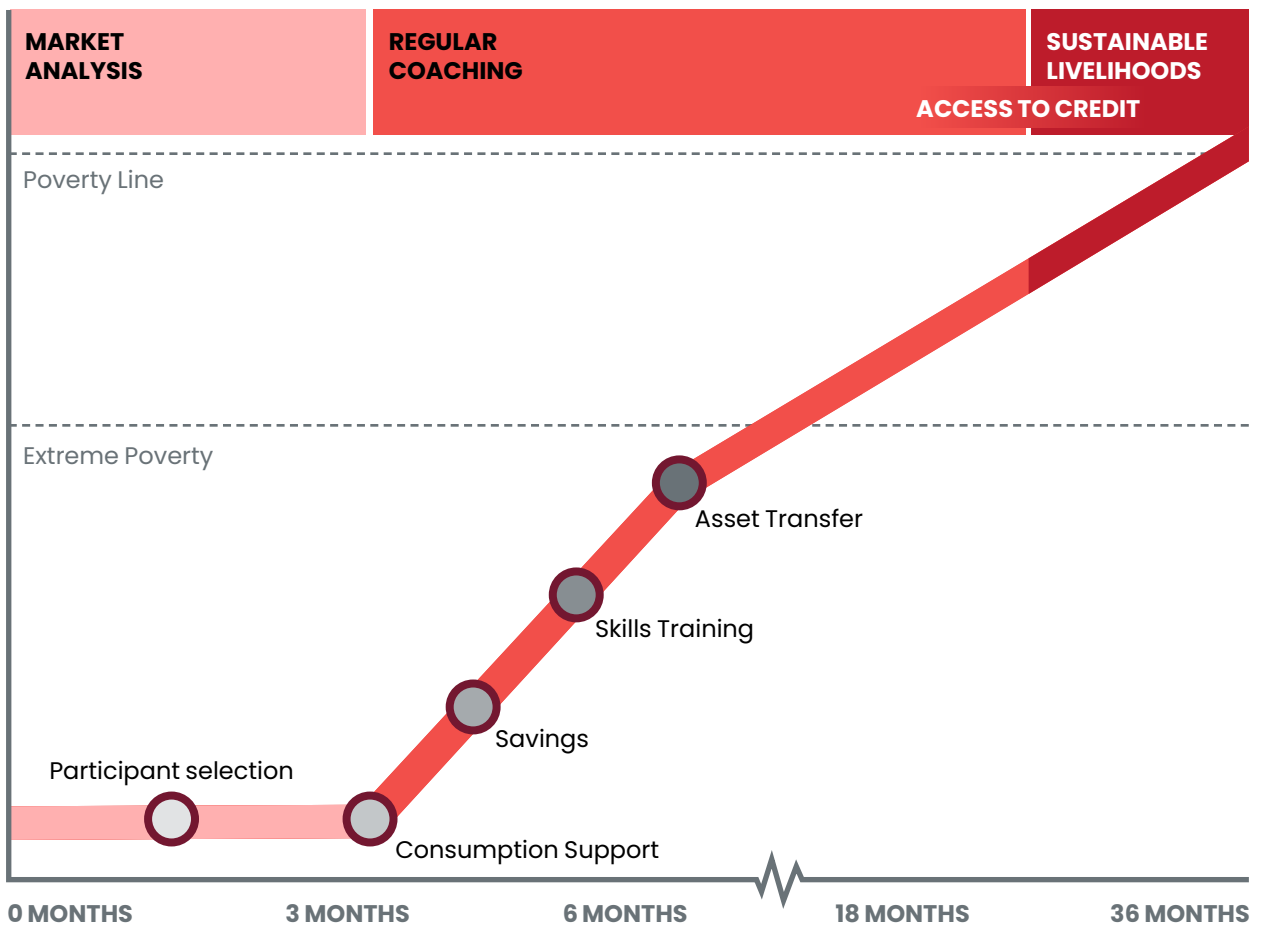 MARKET
ANALYSIS
REGULAR
COACHING
SUSTAINABLE
LIVELIHOODS
ACCESS TO CREDIT
Poverty Line
Extreme Poverty
Asset Transfer
Skills Training
Savings
Participant selection
Consumption Support
0 MONTHS
3 MONTHS
6 MONTHS
18 MONTHS
36 MONTHS